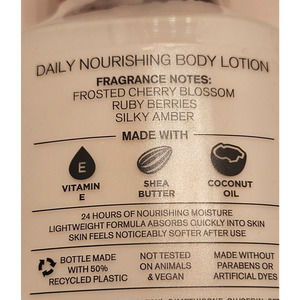 DAILY NOURISHING BODY LOTION
FRAGRANCE NOTES:
FROSTED CHERRY BLOSSOM
RUBY BERRIES
SILKY AMBER
MADE WITH
E
VITAMIN
E
SHEA
BUTTER
COCONUT
OIL
24 HOURS OF NOURISHING MOISTURE
LIGHTWEIGHT FORMULA ABSORBS QUICKLY INTO SKIN
SKIN FEELS NOTICEABLY SOFTER AFTER USE
BOTTLE MADE
WITH 50%
RECYCLED PLASTIC
NOT TESTED
ON ANIMALS
& VEGAN
MADE WITHOUT
PARABENS OR
ARTIFICIAL DYES